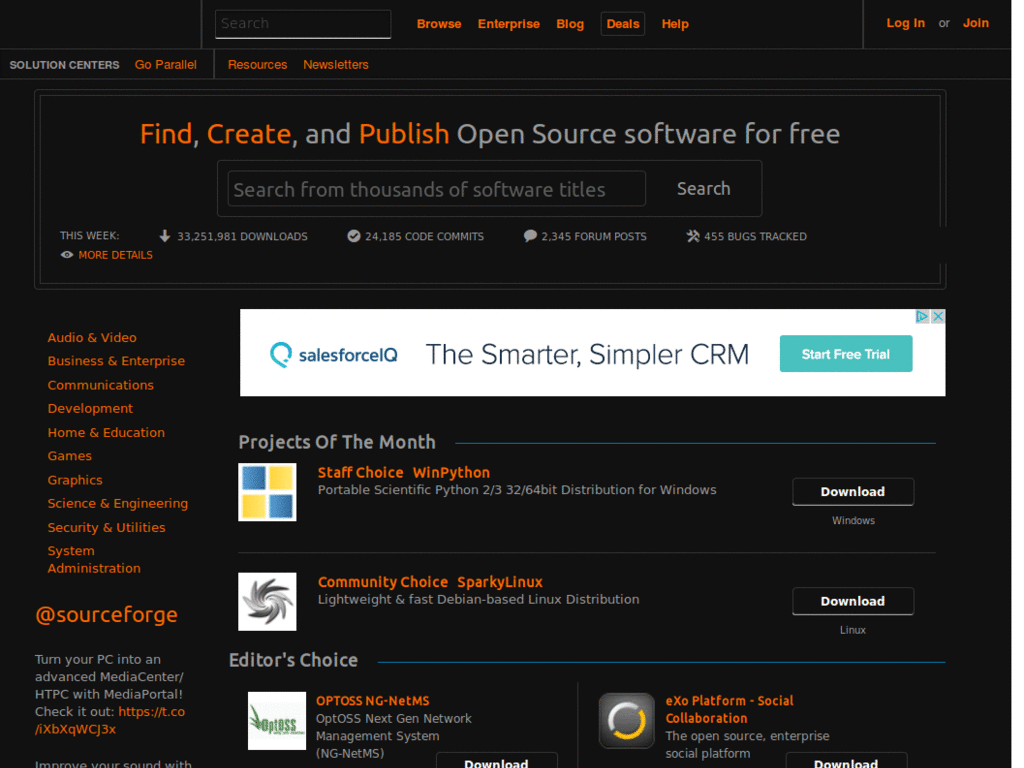 Search
Browse Enterprise Blog Deals Help
Log In or Join
SOLUTION CENTERS Go Parallel Resources Newsletters
Find, Create, and Publish Open Source software for free
Search from thousands of software titles Search
THIS WEEK: 33,251,981 DOWNLOADS 24,185 CODE COMMITS 2,345 FORUM POSTS 455 BUGS TRACKED
MORE DETAILS
Audio & Video
Business & Enterprise
Communications
Development
Home & Education
Games
Graphics
Science & Engineering
Security & Utilities
System
Administration
@sourceforge
Turn your PC into an
advanced MediaCenter/
HTPC with MediaPortal!
Check it out: https://t.co
/iXbXqWCJ3x
Improve your sound with
salesforceIQ The Smarter, Simpler CRM Start Free Trial
Projects Of The Month
Staff Choice WinPython
Portable Scientific Python 2/3 32/64bit Distribution for Windows
Download
Windows
Community Choice SparkyLinux
Lightweight & fast Debian-based Linux Distribution
Download
Linux
Editor's Choice
OptOSS
OPTOSS NG-NetMS
OptOSS Next Gen Network
Management System
(NG-NetMS)
Download
eXo Platform - Social
Collaboration
The open source, enterprise
social platform
Download